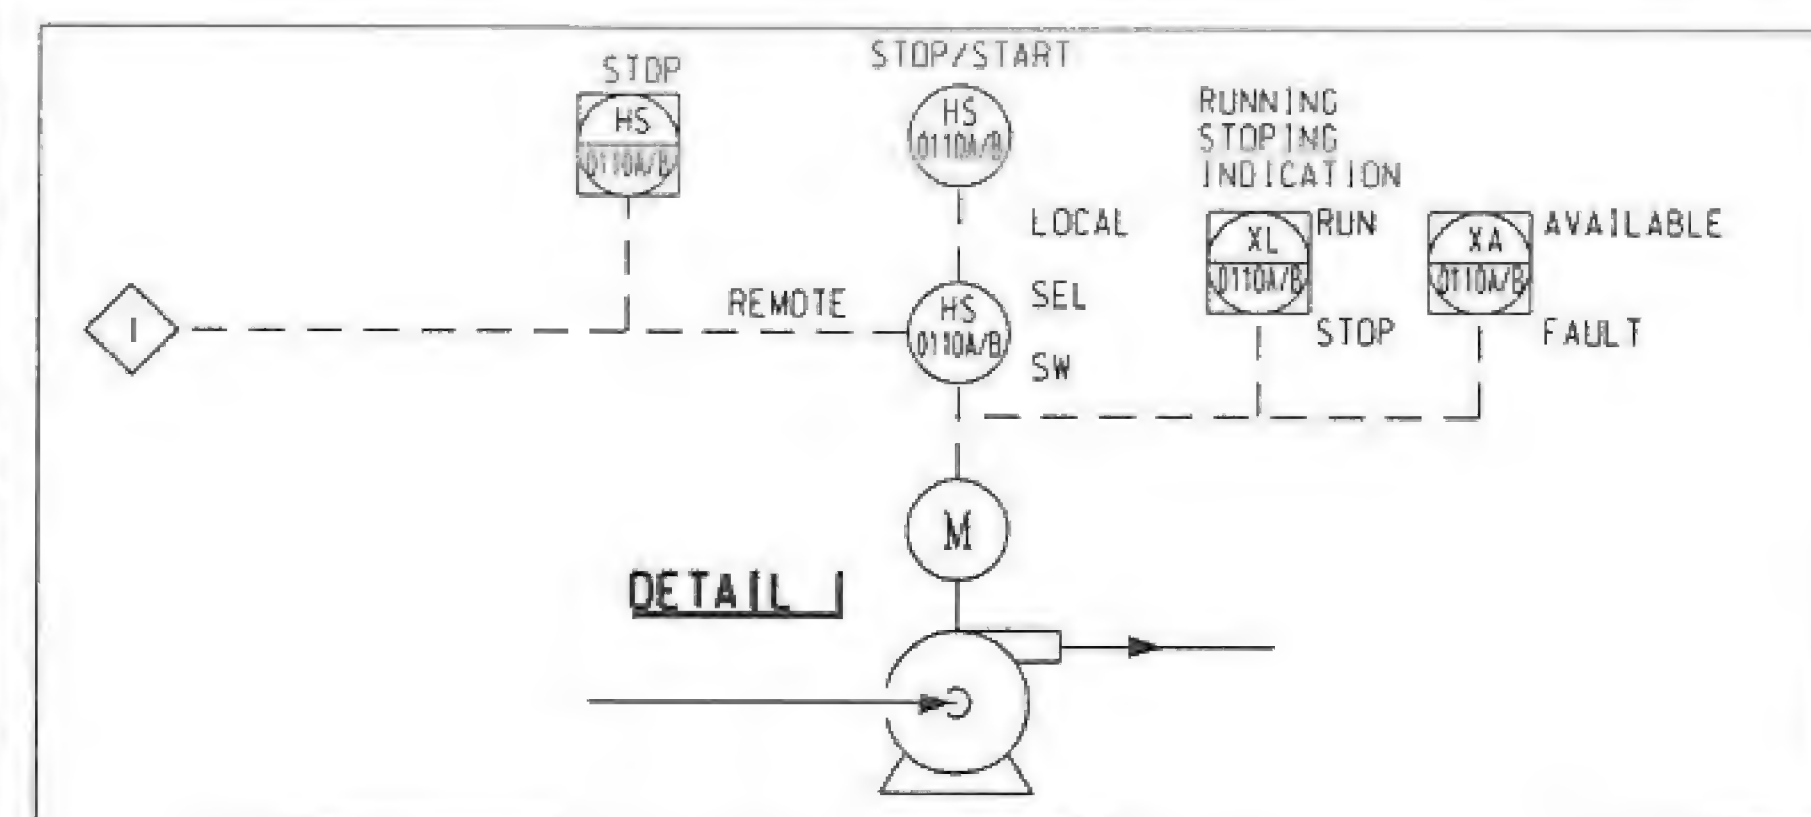 STOP
HS
0110A/B
STOP/START
HS
0110A/B
RUNNING
STOPING
INDICATION
LOCAL
SEL
SW
XL
0110A/B
RUN
STOP
XA
0110A/B
AVAILABLE
FAULT
I
REMOTE
HS
0110A/B
M
DETAIL I